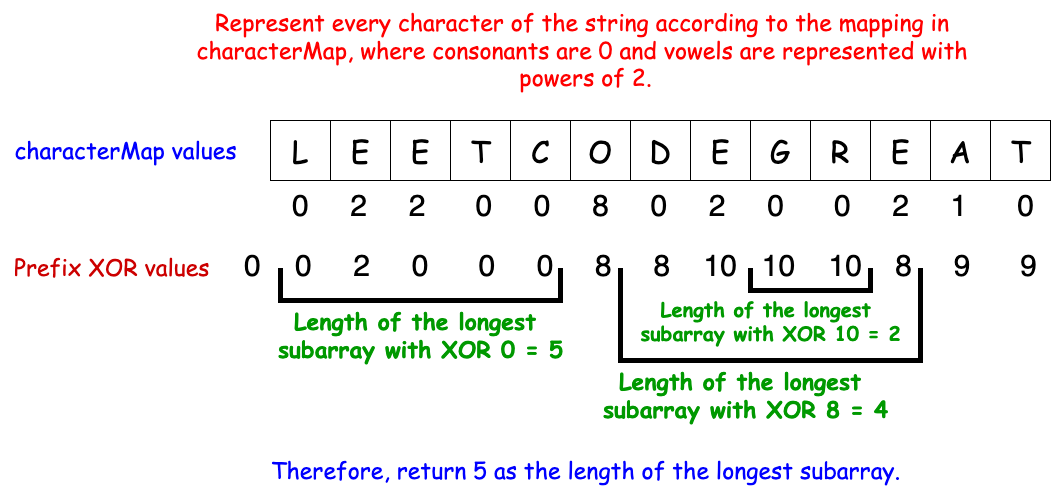 Represent every character of the string according to the mapping in
characterMap, where consonants are 0 and vowels are represented with
powers of 2.
characterMap values L E E T C O D E G R E A T
0 2 2 0 0 8 0 2 0 0 2 1 0
Prefix XOR values 0 0 2 0 0 0 8 8 10 10 10 8 9 9
Length of the longest
subarray with XOR 0 = 5
Length of the longest
subarray with XOR 10 = 2
Length of the longest
subarray with XOR 8 = 4
Therefore, return 5 as the length of the longest subarray.